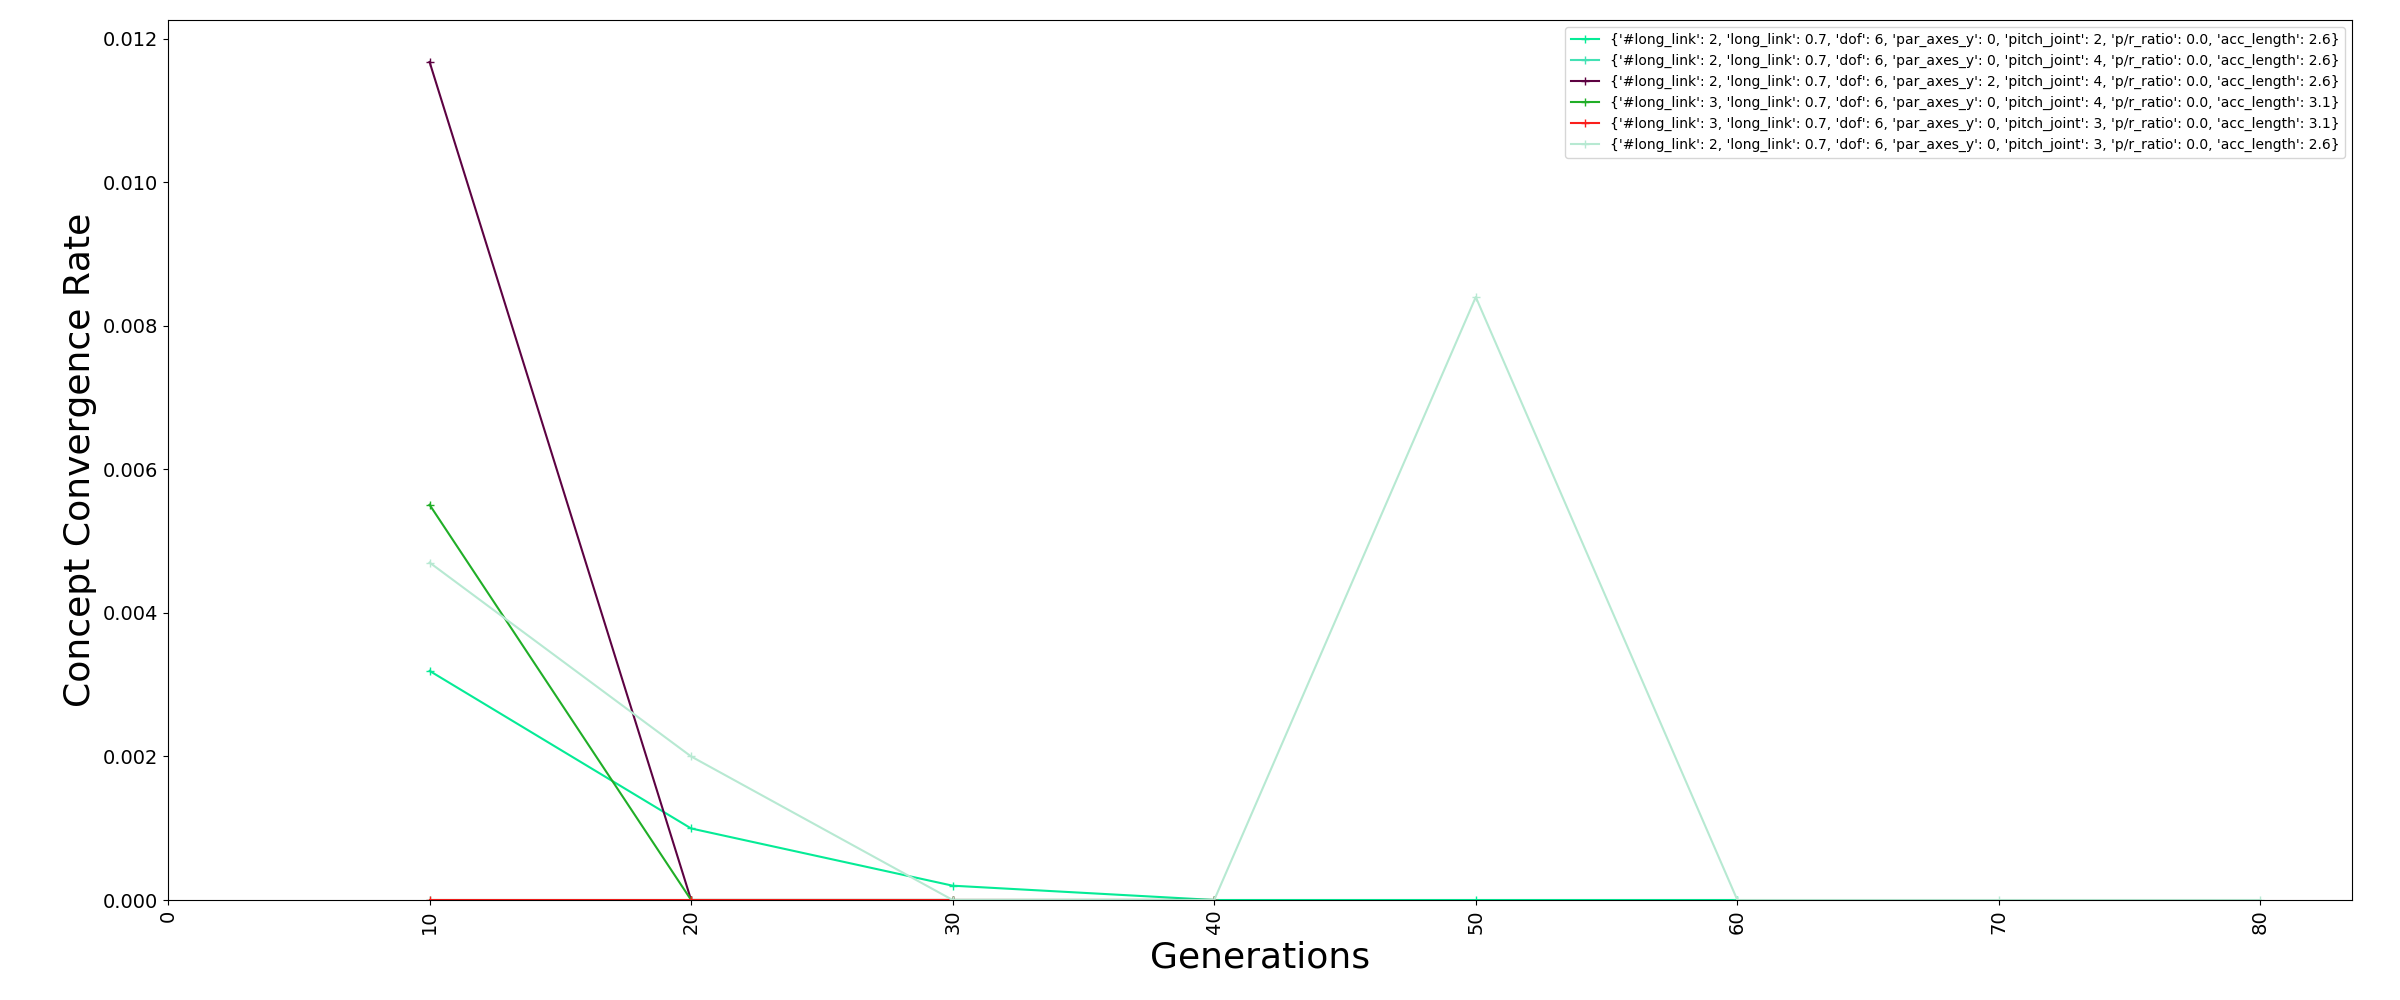 0.012
0.010
0.008
0.006
0.004
0.002
0.000
Concept Convergence Rate
{'#long_link': 2, 'long_link': 0.7, 'dof': 6, 'par_axes_y': 0, 'pitch_joint': 2, 'p/r_ratio': 0.0, 'acc_length': 2.6}
{'#long_link': 2, 'long_link': 0.7, 'dof': 6, 'par_axes_y': 0, 'pitch_joint': 4, 'p/r_ratio': 0.0, 'acc_length': 2.6}
{'#long_link': 2, 'long_link': 0.7, 'dof': 6, 'par_axes_y': 2, 'pitch_joint': 4, 'p/r_ratio': 0.0, 'acc_length': 2.6}
{'#long_link': 3, 'long_link': 0.7, 'dof': 6, 'par_axes_y': 0, 'pitch_joint': 4, 'p/r_ratio': 0.0, 'acc_length': 3.1}
{'#long_link': 3, 'long_link': 0.7, 'dof': 6, 'par_axes_y': 0, 'pitch_joint': 3, 'p/r_ratio': 0.0, 'acc_length': 3.1}
{'#long_link': 2, 'long_link': 0.7, 'dof': 6, 'par_axes_y': 0, 'pitch_joint': 3, 'p/r_ratio': 0.0, 'acc_length': 2.6}
0 10 20 30 40 50 60 70 80
Generations